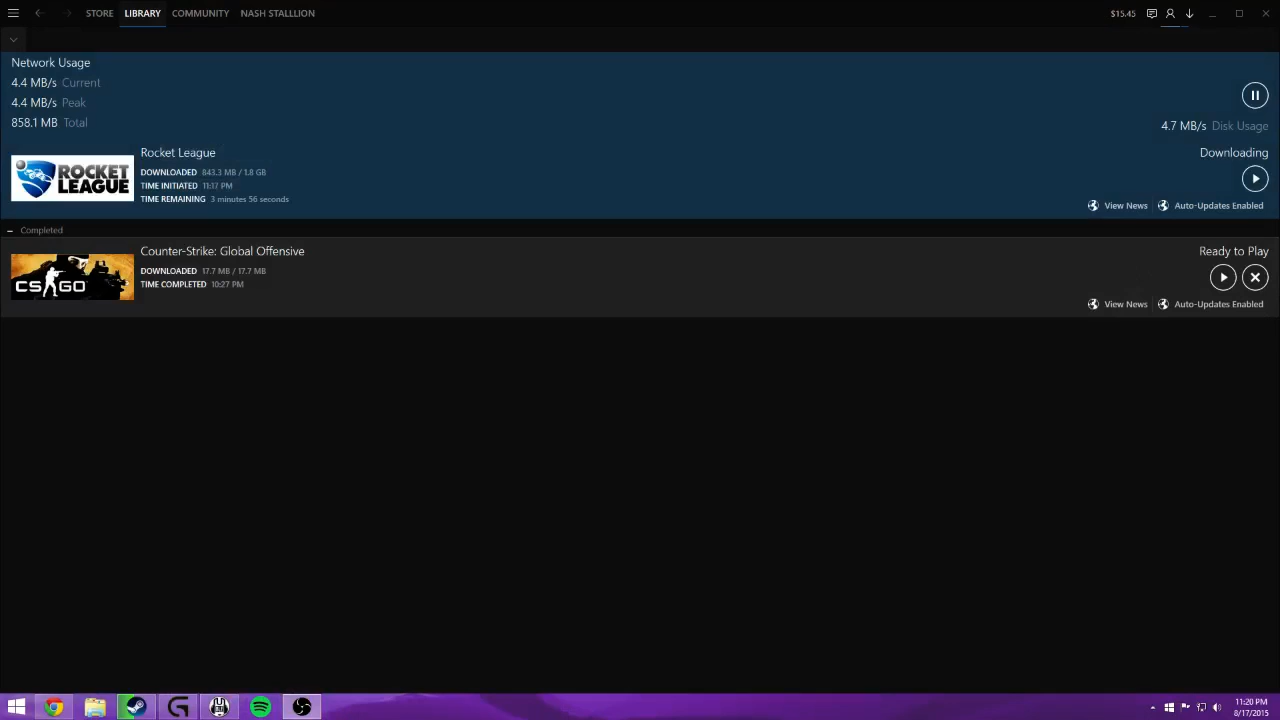 STORE LIBRARY COMMUNITY NASH STALLLION $15.45
Network Usage
4.4 MB/s Current
4.4 MB/s Peak
858.1 MB Total
4.7 MB/s Disk Usage
ROCKET LEAGUE
Rocket League
Downloading
DOWNLOADED 843.3 MB / 1.8 GB
TIME INITIATED 11:17 PM
TIME REMAINING 3 minutes 56 seconds
View News Auto-Updates Enabled
Completed
CS GO
Counter-Strike: Global Offensive
Ready to Play
DOWNLOADED 17.7 MB / 17.7 MB
TIME COMPLETED 10:27 PM
View News Auto-Updates Enabled
11:20 PM
8/17/2015